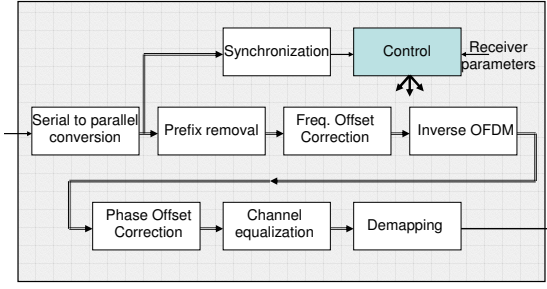 Synchronization
Control
Receiver
parameters
Serial to parallel
conversion
Prefix removal
Freq. Offset
Correction
Inverse OFDM
Phase Offset
Correction
Channel
equalization
Demapping